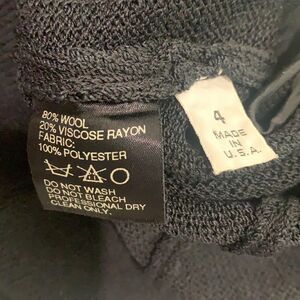 80% WOOL
20% VISCOSE RAYON
FABRIC:
100% POLYESTER
DO NOT WASH
DO NOT BLEACH
PROFESSIONAL DRY
CLEAN ONLY.
4
MADE
IN
U.S.A.